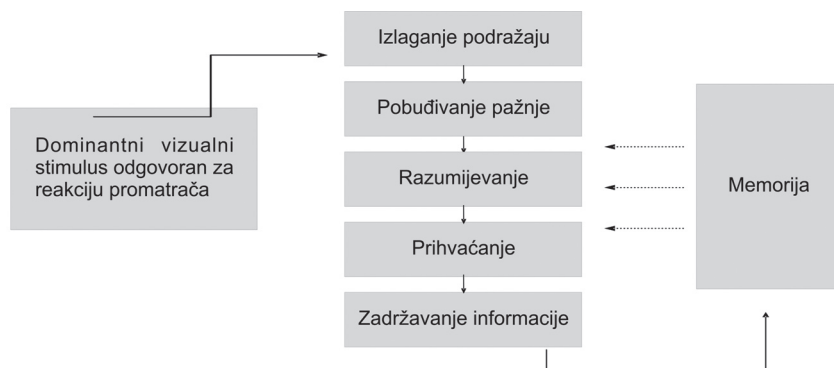 Izlaganje podražaju
Pobuđivanje pažnje
Dominantni vizualni
stimulus odgovoran za
reakciju promatrača
Razumijevanje
Memorija
Prihvaćanje
Zadržavanje informacije